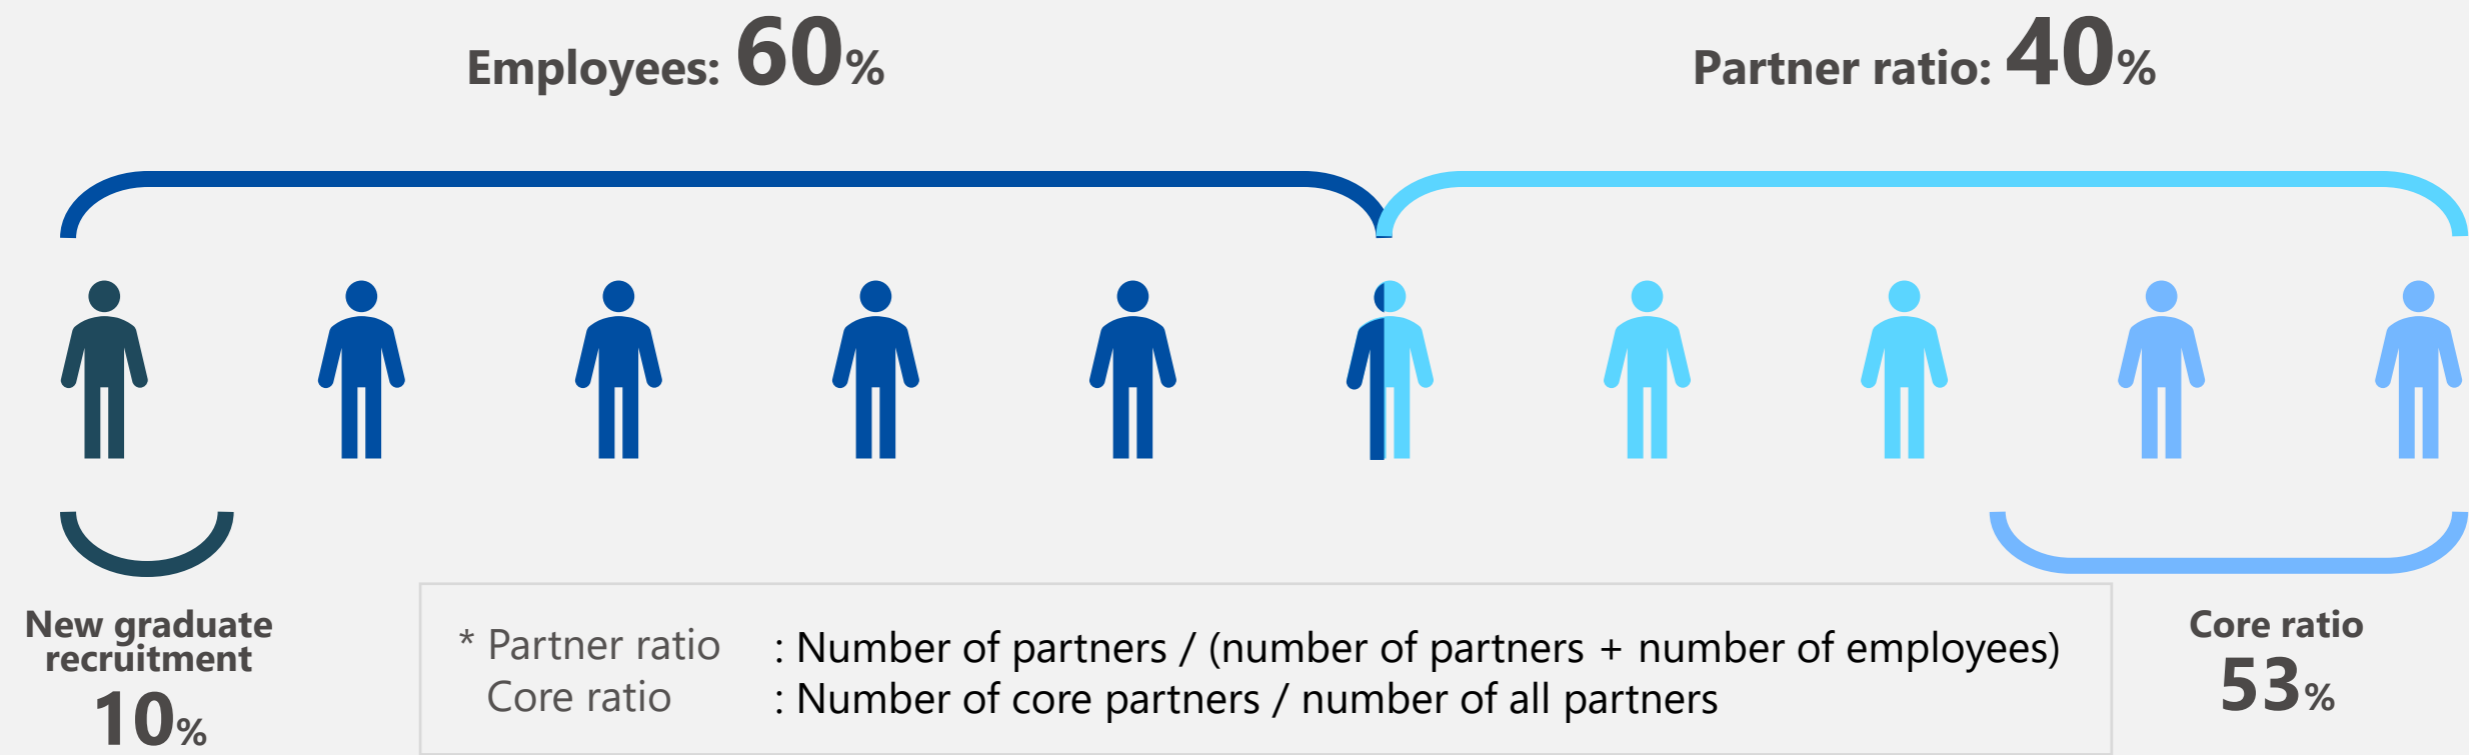 Employees: 60%
Partner ratio: 40%
New graduate
recruitment
10%
* Partner ratio : Number of partners / (number of partners + number of employees)
Core ratio : Number of core partners / number of all partners
Core ratio
53%